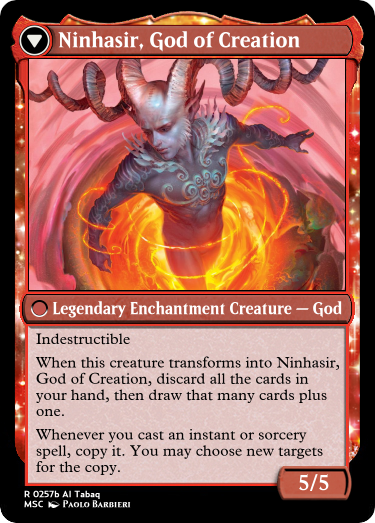 Ninhasir, God of Creation
Legendary Enchantment Creature — God
Indestructible
When this creature transforms into Ninhasir,
God of Creation, discard all the cards in
your hand, then draw that many cards plus
one.
Whenever you cast an instant or sorcery
spell, copy it. You may choose new targets
for the copy.
5/5
R 0257b Al Tabaq
MSC Paolo Barbieri